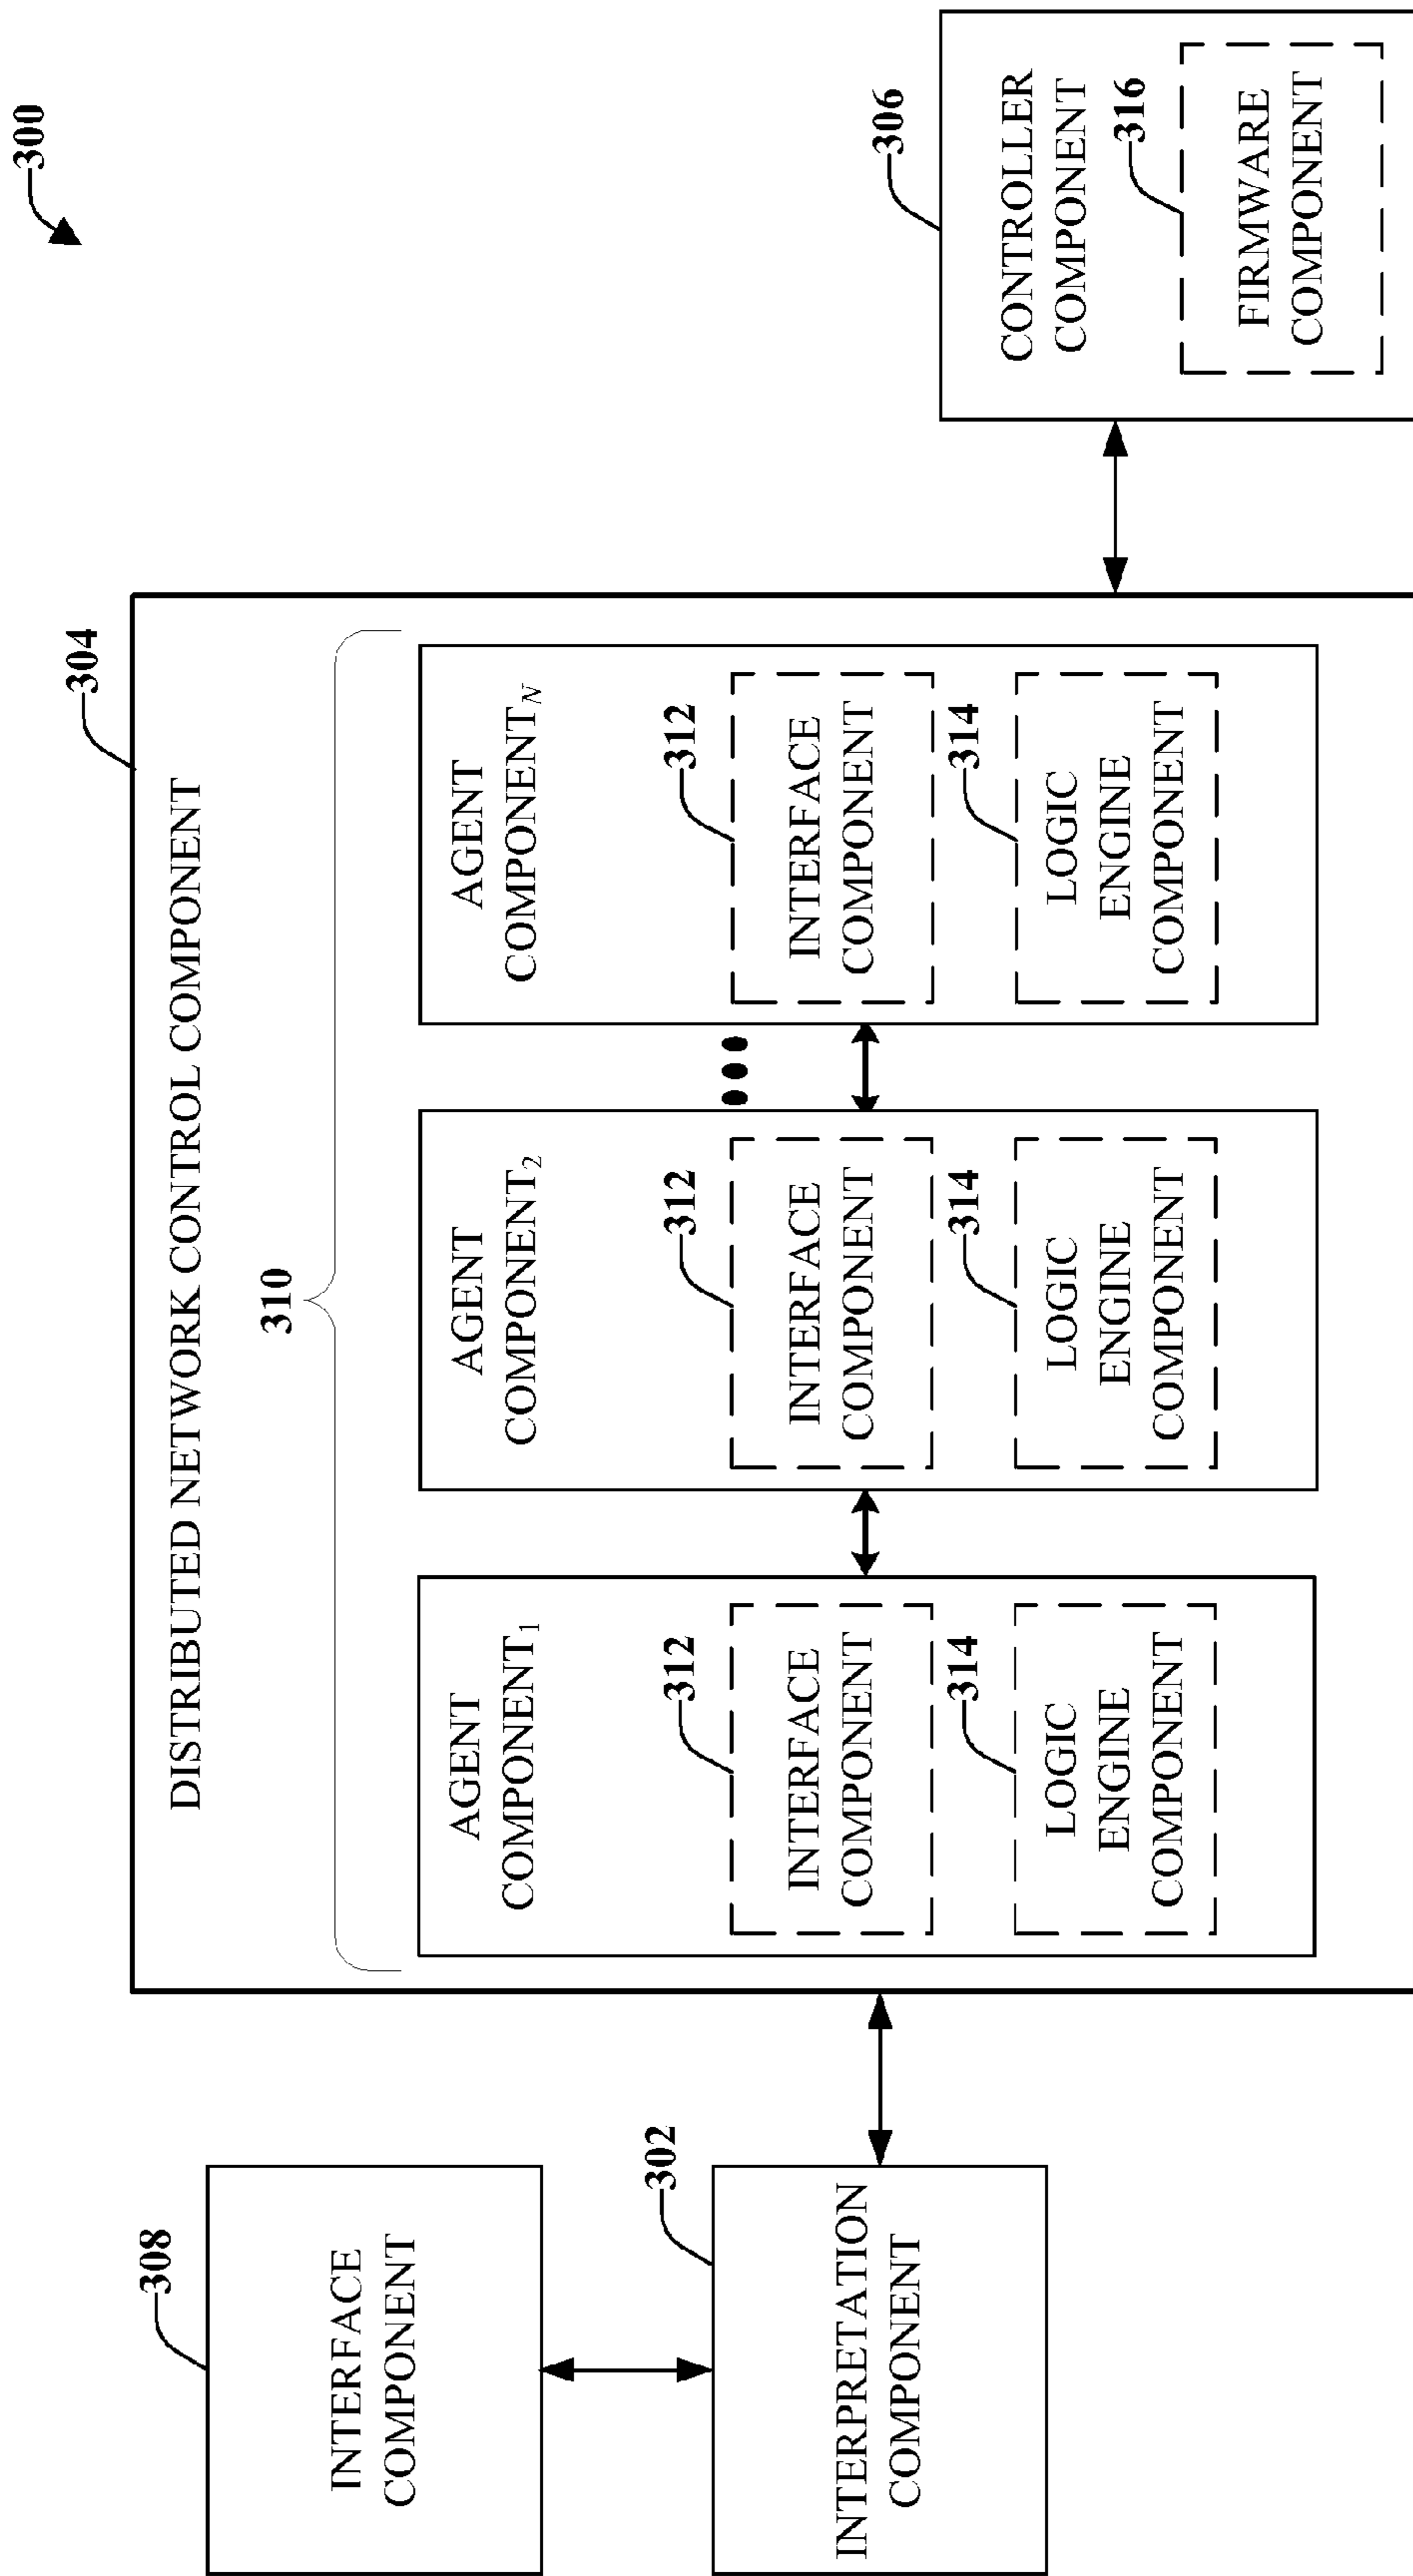 300
308
INTERFACE
COMPONENT
302
INTERPRETATION
COMPONENT
304
DISTRIBUTED NETWORK CONTROL COMPONENT
310
AGENT
COMPONENT1
312
INTERFACE
COMPONENT
314
LOGIC
ENGINE
COMPONENT
AGENT
COMPONENT2
312
INTERFACE
COMPONENT
314
LOGIC
ENGINE
COMPONENT
AGENT
COMPONENTN
312
INTERFACE
COMPONENT
314
LOGIC
ENGINE
COMPONENT
306
CONTROLLER
COMPONENT
316
FIRMWARE
COMPONENT